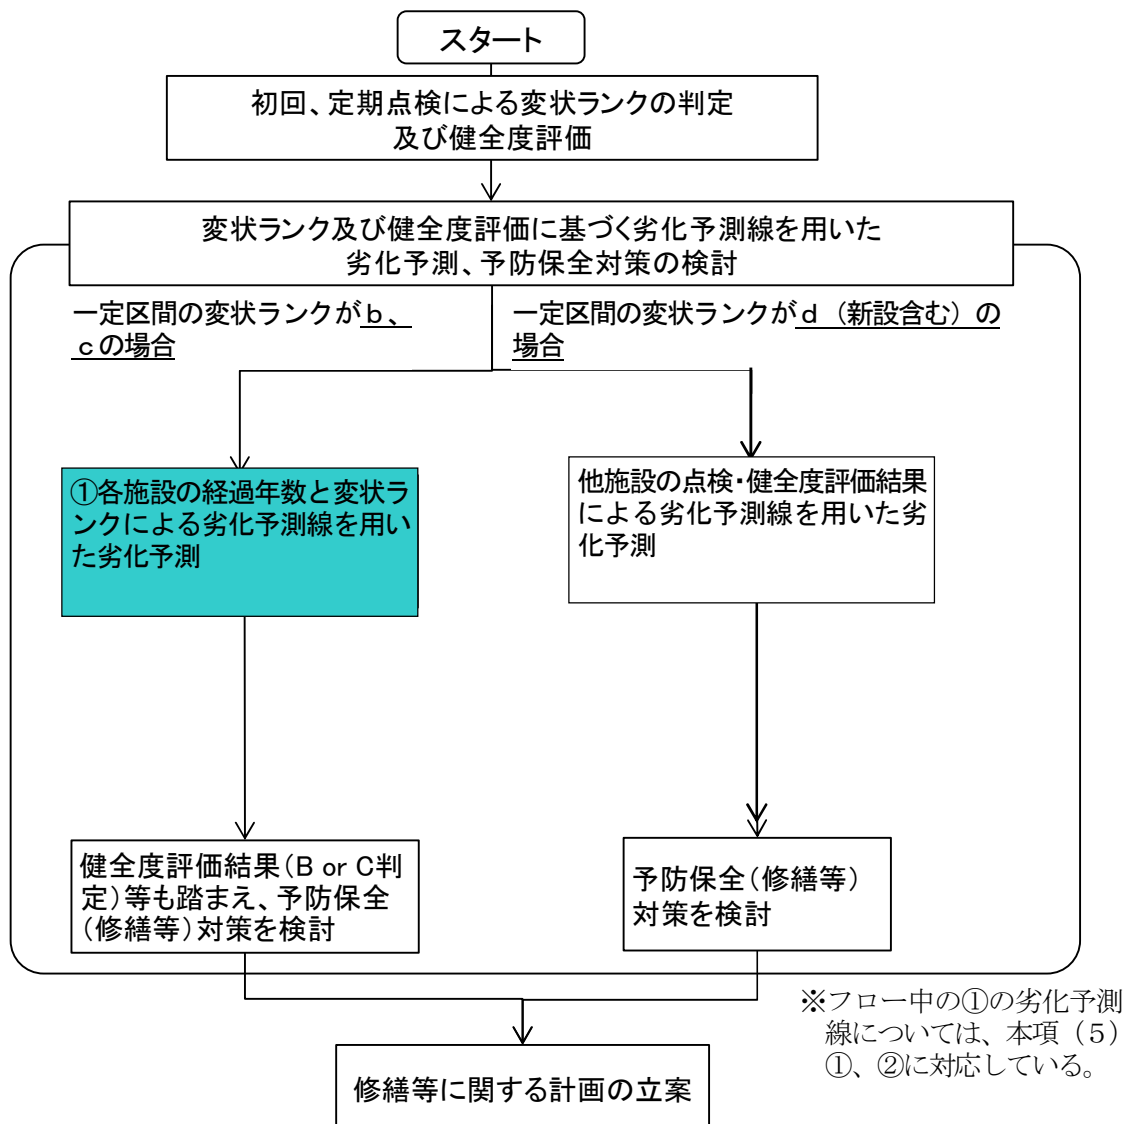 スタート
初回、定期点検による変状ランクの判定
及び健全度評価
変状ランク及び健全度評価に基づく劣化予測線を用いた
劣化予測、予防保全対策の検討
一定区間の変状ランクがb、
cの場合
一定区間の変状ランクがd（新設含む）の
場合
①各施設の経過年数と変状ラ
ンクによる劣化予測線を用い
た劣化予測
他施設の点検・健全度評価結果
による劣化予測線を用いた劣
化予測
健全度評価結果（B or C判
定）等も踏まえ、予防保全
（修繕等）対策を検討
予防保全（修繕等）
対策を検討
※フロー中の①の劣化予測
線については、本項（5）
①、②に対応している。
修繕等に関する計画の立案